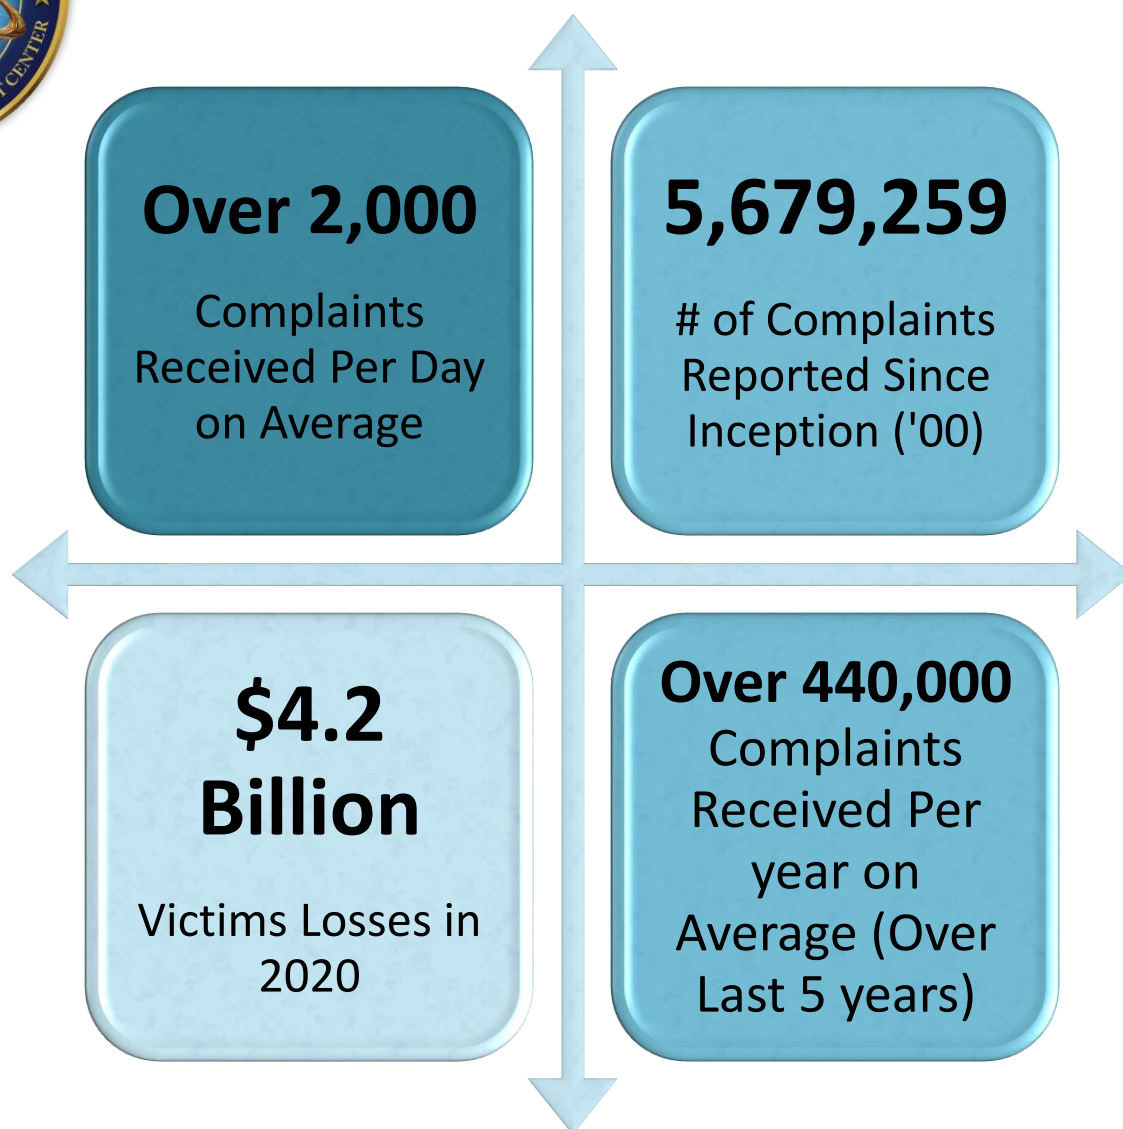 T CENTER
Over 2,000
Complaints
Received Per Day
on Average
5,679,259
# of Complaints
Reported Since
Inception ('00)
$4.2
Billion
Victims Losses in
2020
Over 440,000
Complaints
Received Per
year on
Average (Over
Last 5 years)